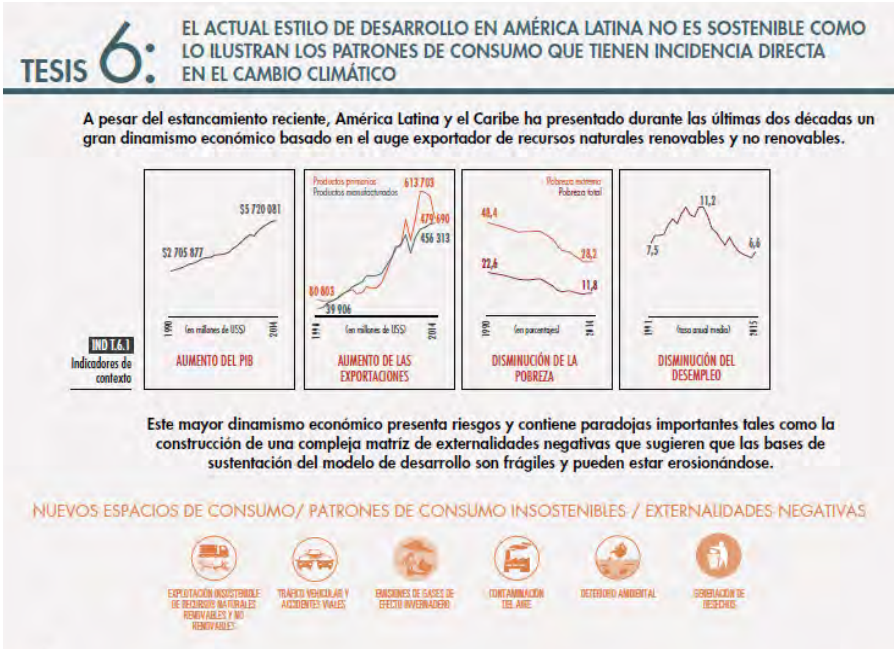 TESIS 6:
EL ACTUAL ESTILO DE DESARROLLO EN AMÉRICA LATINA NO ES SOSTENIBLE COMO
LO ILUSTRAN LOS PATRONES DE CONSUMO QUE TIENEN INCIDENCIA DIRECTA
EN EL CAMBIO CLIMÁTICO
A pesar del estancamiento reciente, América Latina y el Caribe ha presentado durante las últimas dos décadas un
gran dinamismo económico basado en el auge exportador de recursos naturales renovables y no renovables.
IND T.6.1
Indicadores de
contexto
$5 720 081
$2 705 877
1990 (en millones de US$) 2014
AUMENTO DEL PIB
Productos primarios
Productos manufacturados
613 703
479 690
456 313
80 803
39 906
1990 (en millones de US$) 2014
AUMENTO DE LAS
EXPORTACIONES
Pobreza extrema
Pobreza total
48,4
28,2
22,6
11,8
1990 (en porcentajes) 2014
DISMINUCIÓN DE LA
POBREZA
11,2
7,5
6,6
1991 (tasa anual media) 2015
DISMINUCIÓN DEL
DESEMPLEO
Este mayor dinamismo económico presenta riesgos y contiene paradojas importantes tales como la
construcción de una compleja matríz de externalidades negativas que sugieren que las bases de
sustentación del modelo de desarrollo son frágiles y pueden estar erosionándose.
NUEVOS ESPACIOS DE CONSUMO/ PATRONES DE CONSUMO INSOSTENIBLES / EXTERNALIDADES NEGATIVAS
EXPLOTACIÓN INSOSTENIBLE
DE RECURSOS NATURALES
RENOVABLES Y NO
RENOVABLES
TRÁFICO VEHICULAR Y
ACCIDENTES VIALES
EMISIONES DE GASES DE
EFECTO INVERNADERO
CONTAMINACIÓN
DEL AIRE
DETERIORO AMBIENTAL
GENERACIÓN DE
DESECHOS